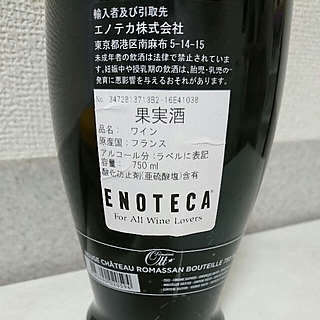 輸入者及び引取先
エノテカ株式会社
東京都港区南麻布 5-14-15
未成年者の飲酒は法律で禁止されていま
す。妊娠中や授乳期の飲酒は、胎児・乳児の
発育に悪影響を与えるおそれがあります。
No. 3472813713B2-16E41038
果実酒
品名： ワイン
原産国：フランス
アルコール分：ラベルに表記
容量： 750 ml
酸化防止剤(亜硫酸塩)含有
ENOTECA®
For All Wine Lovers
Ott
CHÂTEAU ROMASSAN BOUTEILLE